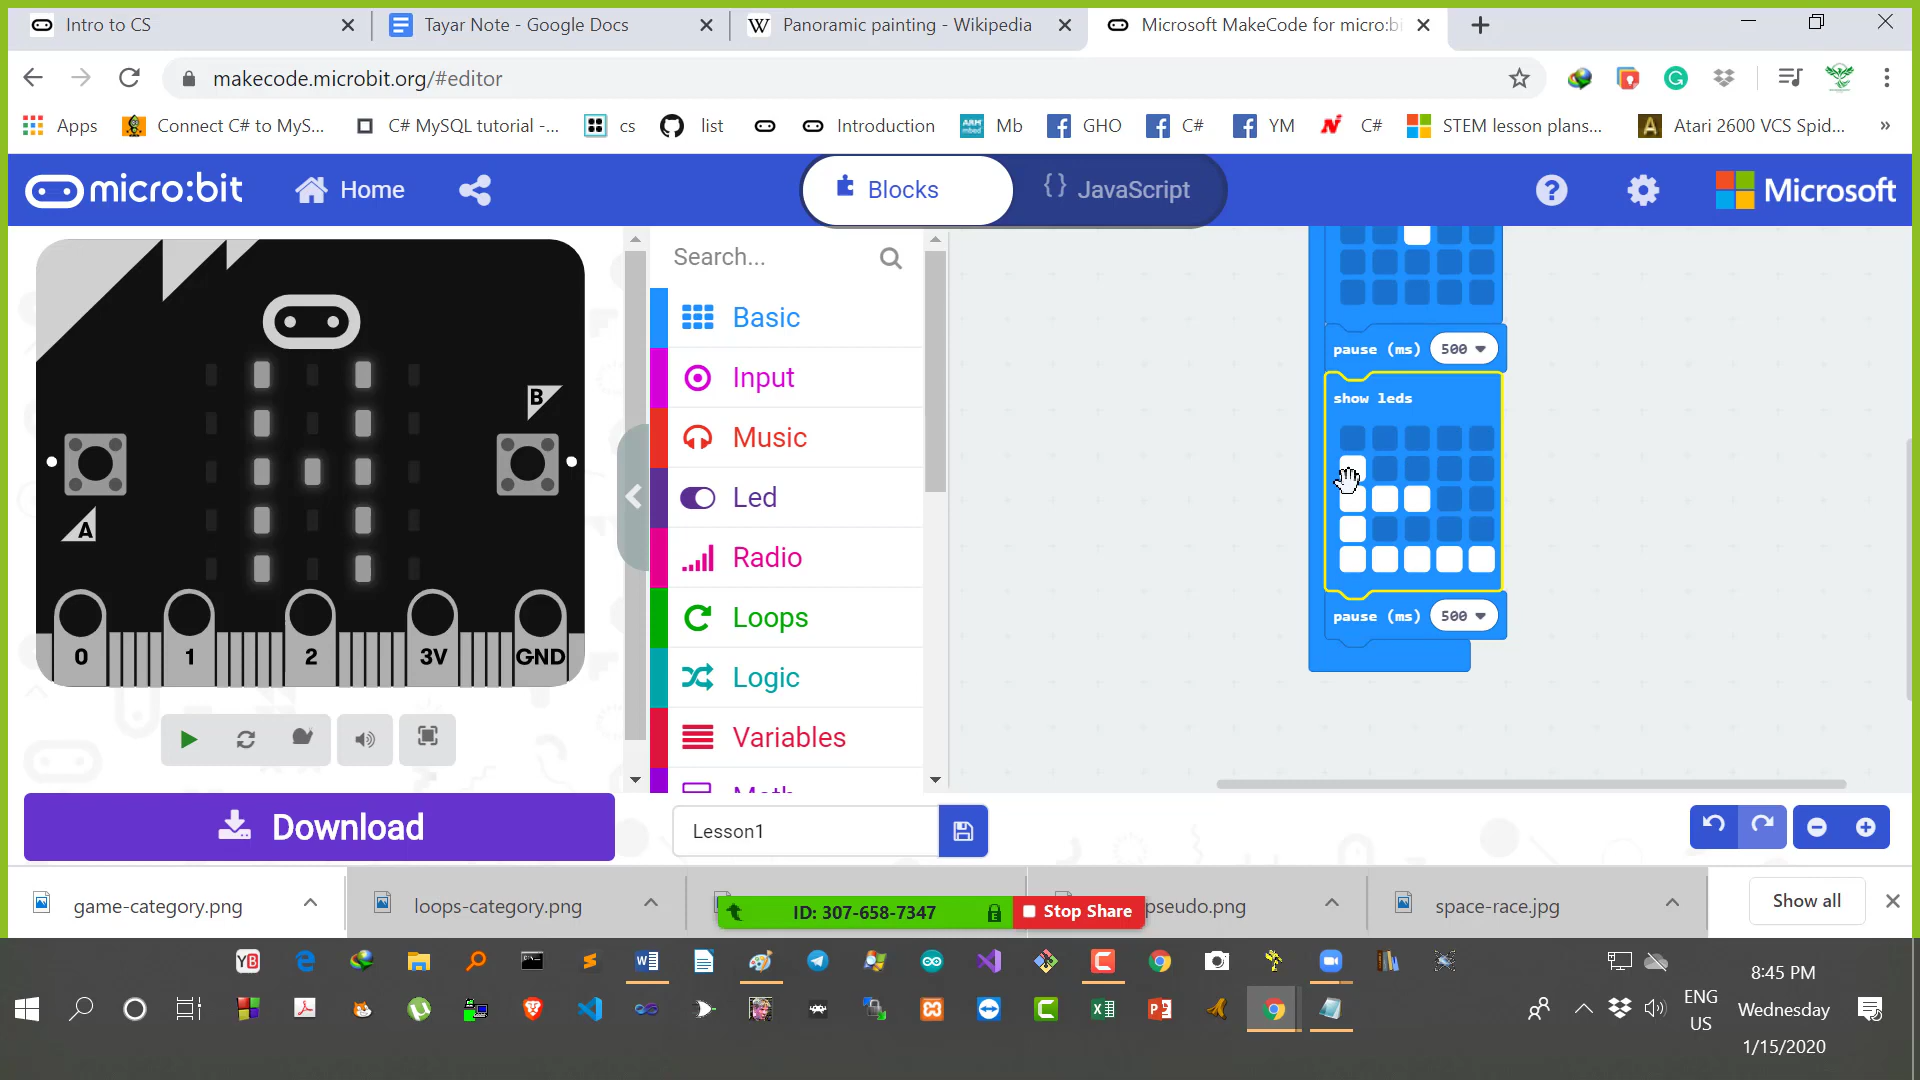 Intro to CS
Tayar Note - Google Docs
Panoramic painting - Wikipedia
Microsoft MakeCode for micro:bi
makecode.microbit.org/#editor
Apps
Connect C# to MyS...
C# MySQL tutorial -...
cs
list
Introduction
Mb
GHO
C#
YM
C#
STEM lesson plans...
Atari 2600 VCS Spid...
»
micro:bit
Home
Blocks
{} JavaScript
Microsoft
Search...
Basic
Input
Music
Led
Radio
Loops
Logic
Variables
Math
B
A
0
1
2
3V
GND
pause (ms) 500
show leds
pause (ms) 500
Download
Lesson1
game-category.png
loops-category.png
ID: 307-658-7347
Stop Share
pseudo.png
space-race.jpg
Show all
8:45 PM
ENG
US
Wednesday
1/15/2020